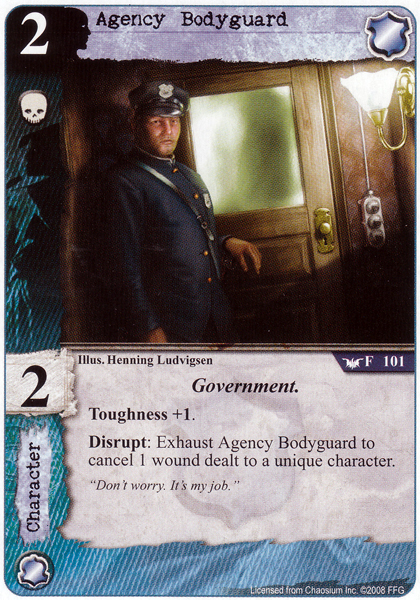 2
Agency Bodyguard
Illus. Henning Ludvigsen
F 101
2
Government.
Toughness +1.
Disrupt: Exhaust Agency Bodyguard to
cancel 1 wound dealt to a unique character.
“Don’t worry. It’s my job.”
Character
Licensed from Chaosium Inc. ©2008 FFG